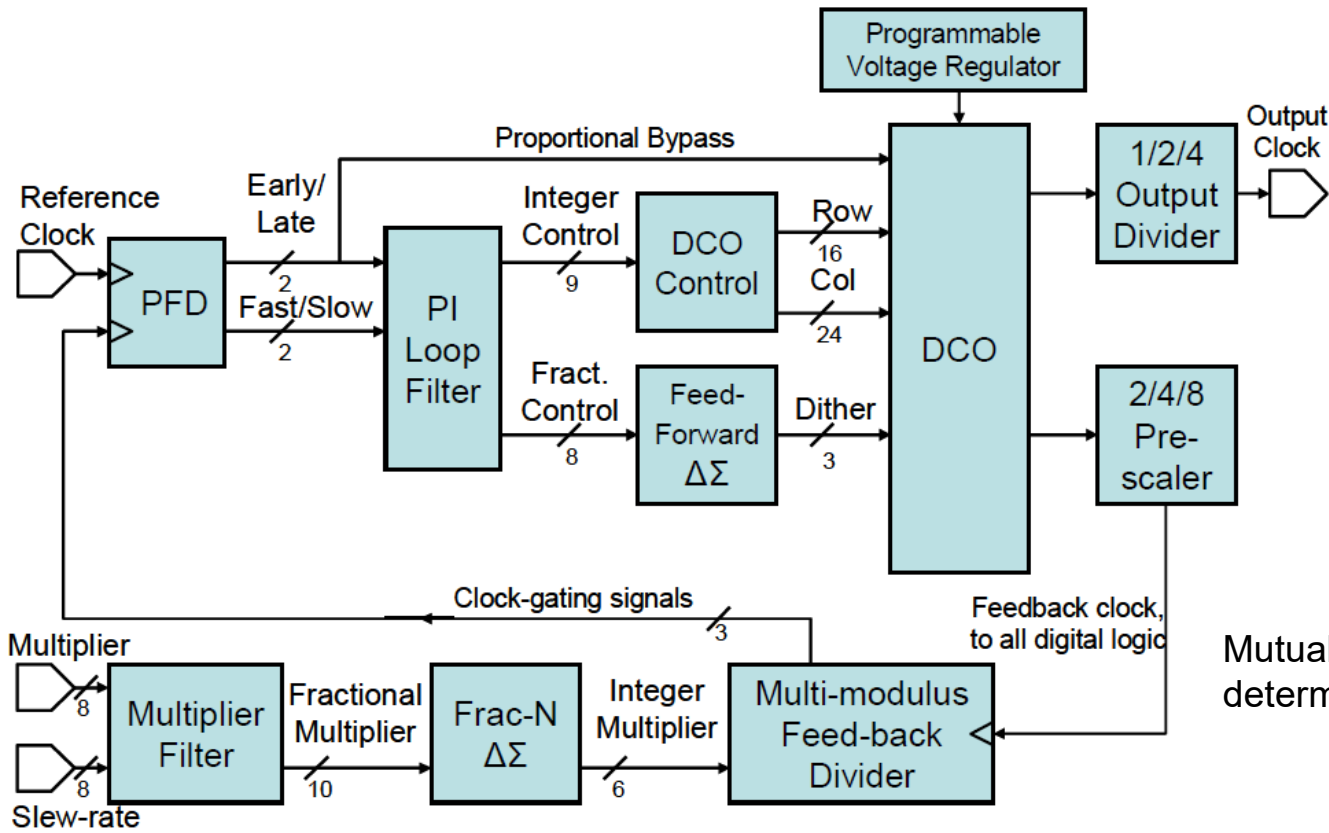 Programmable
Voltage Regulator
Proportional Bypass
Output
Clock
Reference
Clock
Early/
Late
2
Fast/Slow
2
PFD
PI
Loop
Filter
Integer
Control
9
DCO
Control
Row
16
Col
24
Fract.
Control
8
Feed-
Forward
ΔΣ
Dither
3
DCO
1/2/4
Output
Divider
2/4/8
Pre-
scaler
Clock-gating signals
3
Feedback clock,
to all digital logic
Multiplier
8
Slew-rate
8
Multiplier
Filter
Fractional
Multiplier
10
Frac-N
ΔΣ
Integer
Multiplier
6
Multi-modulus
Feed-back
Divider
Mutual
determ